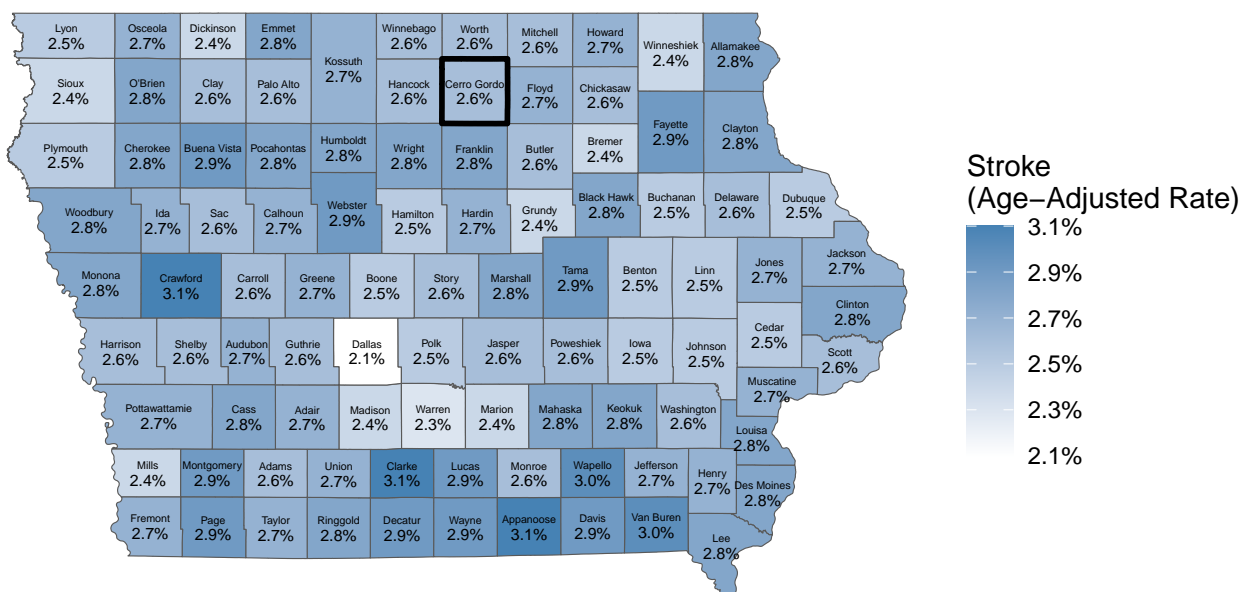 Lyon
2.5%
Osceola
2.7%
Dickinson
2.4%
Emmet
2.8%
Kossuth
2.7%
Winnebago
2.6%
Worth
2.6%
Mitchell
2.6%
Howard
2.7%
Winneshiek
2.4%
Allamakee
2.8%
Sioux
2.4%
O'Brien
2.8%
Clay
2.6%
Palo Alto
2.6%
Hancock
2.6%
Cerro Gordo
2.6%
Floyd
2.7%
Chickasaw
2.6%
Fayette
2.9%
Clayton
2.8%
Plymouth
2.5%
Cherokee
2.8%
Buena Vista
2.9%
Pocahontas
2.8%
Humboldt
2.8%
Wright
2.8%
Franklin
2.8%
Butler
2.6%
Bremer
2.4%
Woodbury
2.8%
Ida
2.7%
Sac
2.6%
Calhoun
2.7%
Webster
2.9%
Hamilton
2.5%
Hardin
2.7%
Grundy
2.4%
Black Hawk
2.8%
Buchanan
2.5%
Delaware
2.6%
Dubuque
2.5%
Monona
2.8%
Crawford
3.1%
Carroll
2.6%
Greene
2.7%
Boone
2.5%
Story
2.6%
Marshall
2.8%
Tama
2.9%
Benton
2.5%
Linn
2.5%
Jones
2.7%
Jackson
2.7%
Clinton
2.8%
Harrison
2.6%
Shelby
2.6%
Audubon
2.7%
Guthrie
2.6%
Dallas
2.1%
Polk
2.5%
Jasper
2.6%
Poweshiek
2.6%
Iowa
2.5%
Johnson
2.5%
Cedar
2.5%
Scott
2.6%
Muscatine
2.7%
Pottawattamie
2.7%
Cass
2.8%
Adair
2.7%
Madison
2.4%
Warren
2.3%
Marion
2.4%
Mahaska
2.8%
Keokuk
2.8%
Washington
2.6%
Louisa
2.8%
Mills
2.4%
Montgomery
2.9%
Adams
2.6%
Union
2.7%
Clarke
3.1%
Lucas
2.9%
Monroe
2.6%
Wapello
3.0%
Jefferson
2.7%
Henry
2.7%
Des Moines
2.8%
Fremont
2.7%
Page
2.9%
Taylor
2.7%
Ringgold
2.8%
Decatur
2.9%
Wayne
2.9%
Appanoose
3.1%
Davis
2.9%
Van Buren
3.0%
Lee
2.8%
Stroke
(Age−Adjusted Rate)
3.1%
2.9%
2.7%
2.5%
2.3%
2.1%